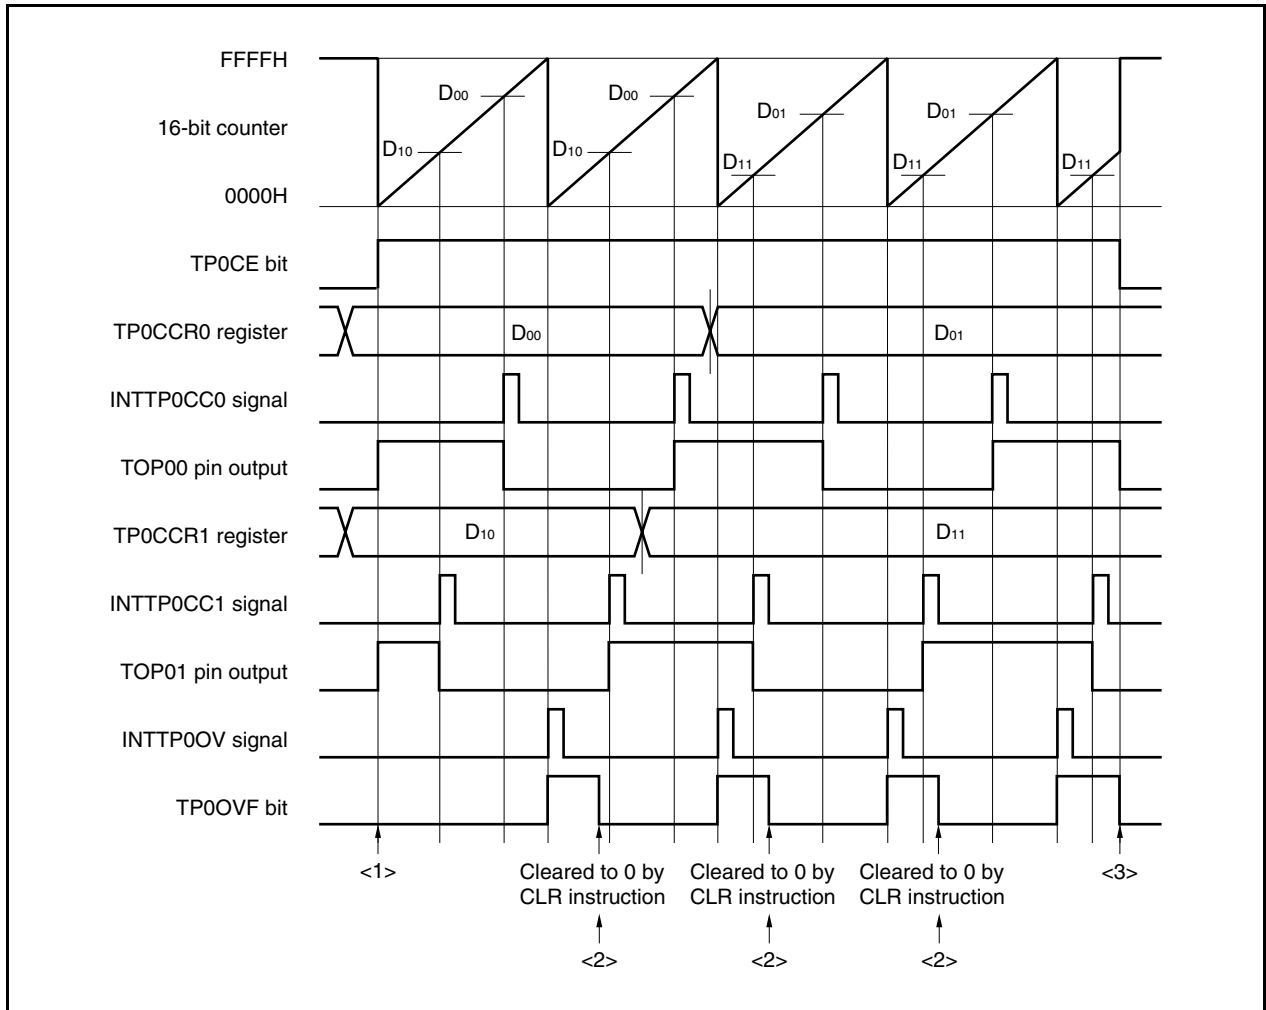 FFFFH
16-bit counter
0000H
D00
D00
D01
D01
D10
D10
D11
D11
D11
TP0CE bit
TP0CCR0 register
D00
D01
INTTP0CC0 signal
TOP00 pin output
TP0CCR1 register
D10
D11
INTTP0CC1 signal
TOP01 pin output
INTTP0OV signal
TP0OVF bit
<1>
Cleared to 0 by
CLR instruction
<2>
Cleared to 0 by
CLR instruction
<2>
Cleared to 0 by
CLR instruction
<2>
<3>